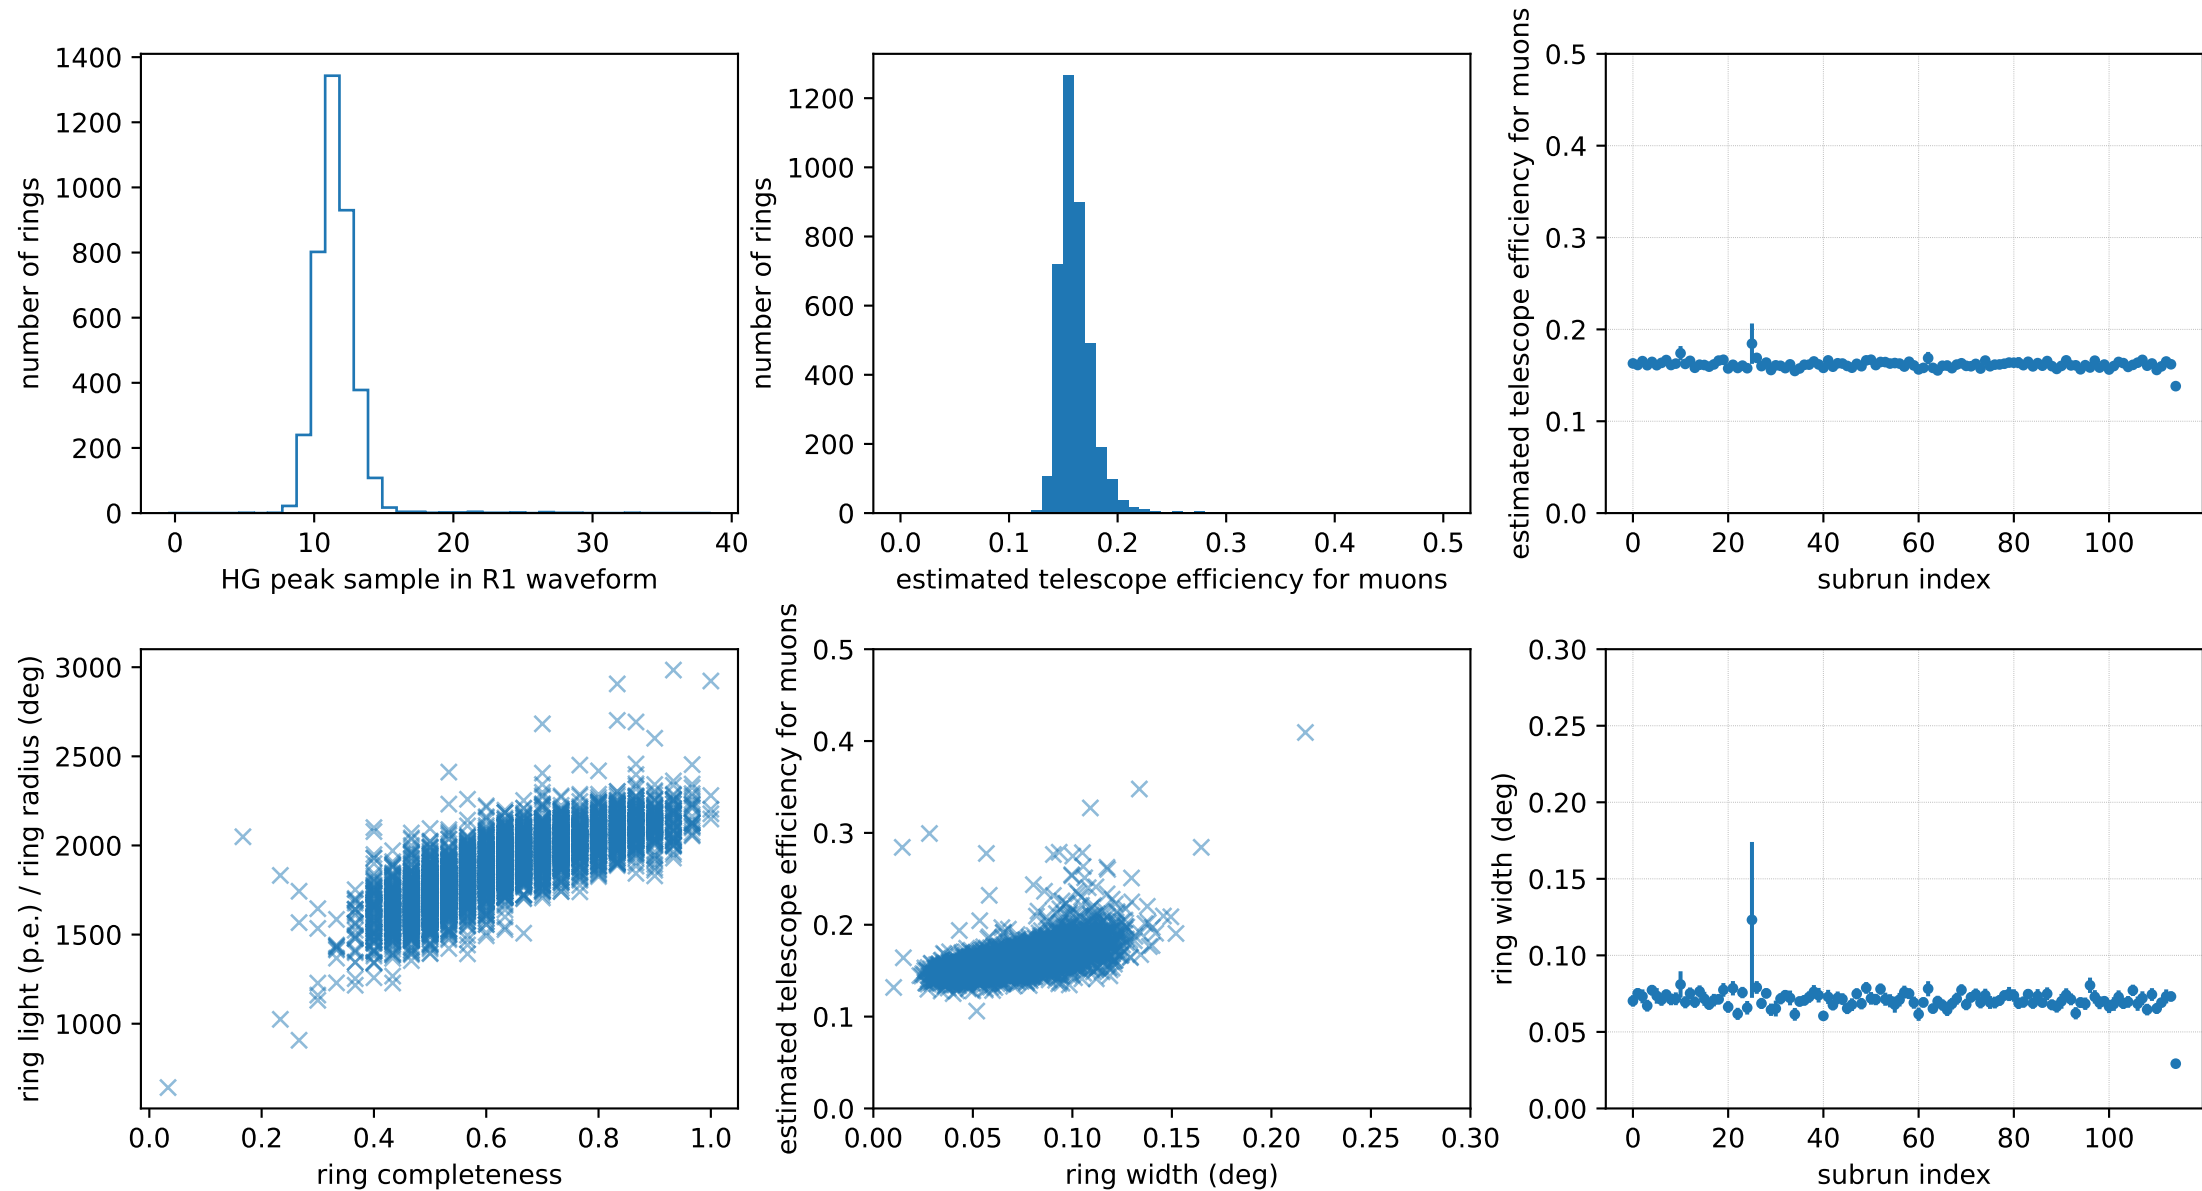 1400
1200
1000
800
600
400
200
0
number of rings
0 10 20 30 40
HG peak sample in R1 waveform
1200
1000
800
600
400
200
0
number of rings
0.0 0.1 0.2 0.3 0.4 0.5
estimated telescope efficiency for muons
0.5
0.4
0.3
0.2
0.1
0.0
estimated telescope efficiency for muons
0 20 40 60 80 100
subrun index
3000
2500
2000
1500
1000
ring light (p.e.) / ring radius (deg)
0.0 0.2 0.4 0.6 0.8 1.0
ring completeness
0.5
0.4
0.3
0.2
0.1
0.0
estimated telescope efficiency for muons
0.00 0.05 0.10 0.15 0.20 0.25 0.30
ring width (deg)
0.30
0.25
0.20
0.15
0.10
0.05
0.00
ring width (deg)
0 20 40 60 80 100
subrun index